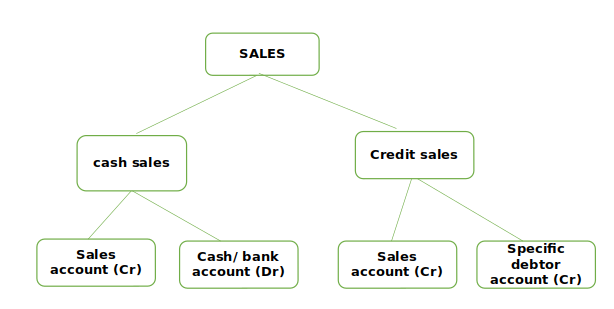 SALES
cash sales
Credit sales
Sales
account (Cr)
Cash/ bank
account (Dr)
Sales
account (Cr)
Specific
debtor
account (Cr)